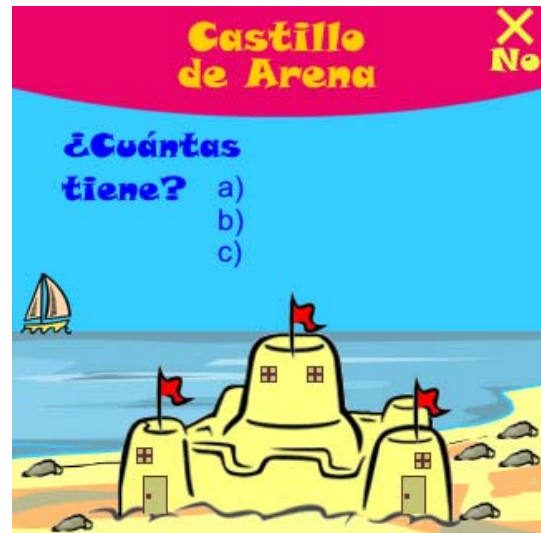 Castillo
de Arena
No
¿Cuántas
tiene? a)
b)
c)